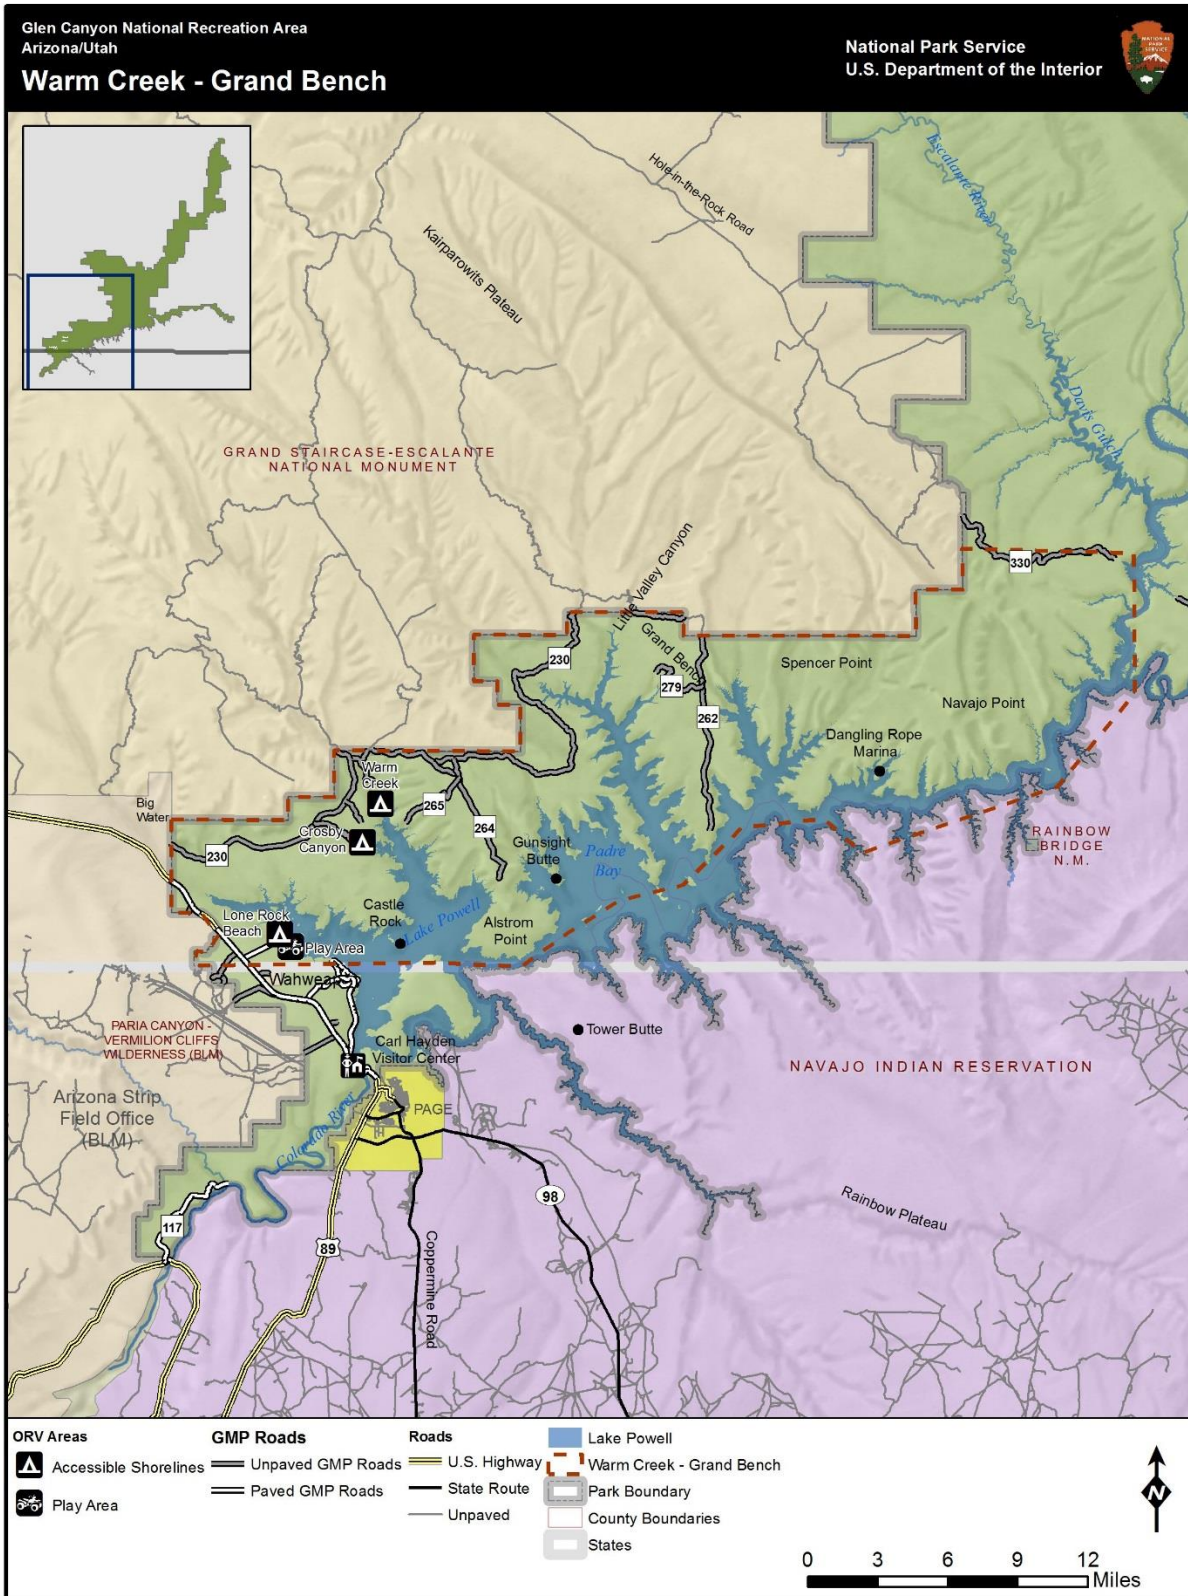 Glen Canyon National Recreation Area
Arizona/Utah
Warm Creek - Grand Bench
National Park Service
U.S. Department of the Interior
NATIONAL
PARK
SERVICE
Escalante River
Hole-in-the-Rock Road
Kairparowits Plateau
Davis Gulch
GRAND STAIRCASE-ESCALANTE
NATIONAL MONUMENT
Little Valley Canyon
330
Grand Bench
230
279
262
Spencer Point
Navajo Point
Dangling Rope
Marina
Warm
Creek
265
264
Big
Water
Crosby
Canyon
230
Gunsight
Butte
Padre
Bay
RAINBOW
BRIDGE
N.M.
Lone Rock
Beach
Play Area
Castle
Rock
Lake Powell
Alstrom
Point
Wahweap
PARIA CANYON -
VERMILION CLIFFS
WILDERNESS (BLM)
Carl Hayden
Visitor Center
Tower Butte
NAVAJO INDIAN RESERVATION
Arizona Strip
Field Office
(BLM)
Colorado River
PAGE
98
Rainbow Plateau
117
89
Coppermine Road
ORV Areas
Accessible Shorelines
Play Area
GMP Roads
Unpaved GMP Roads
Paved GMP Roads
Roads
U.S. Highway
State Route
Unpaved
Lake Powell
Warm Creek - Grand Bench
Park Boundary
County Boundaries
States
N
0 3 6 9 12
Miles